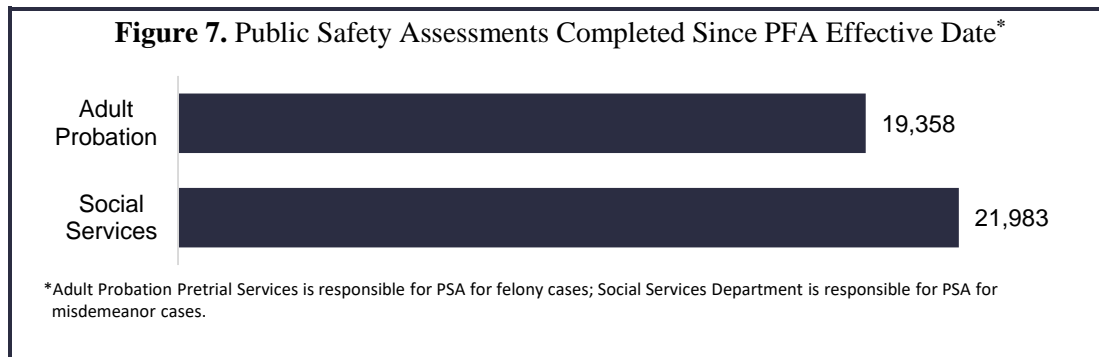 Figure 7. Public Safety Assessments Completed Since PFA Effective Date*
Adult
Probation
19,358
Social
Services
21,983
*Adult Probation Pretrial Services is responsible for PSA for felony cases; Social Services Department is responsible for PSA for
misdemeanor cases.